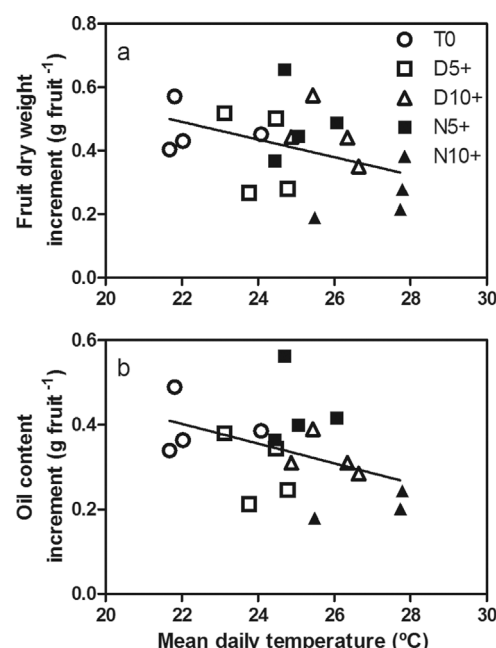 a
T0
D5+
D10+
N5+
N10+
Fruit dry weight
increment (g fruit⁻¹)
0.8
0.6
0.4
0.2
0.0
20 22 24 26 28 30
b
Oil content
increment (g fruit⁻¹)
0.6
0.4
0.2
0.0
20 22 24 26 28 30
Mean daily temperature (ºC)